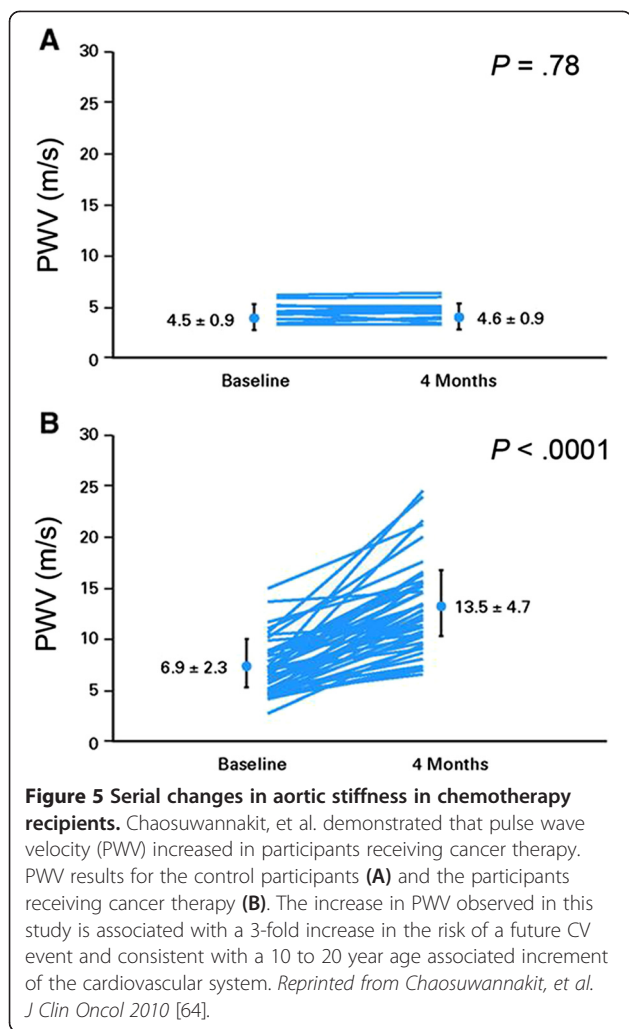 A
P = .78
30
25
20
15
10
5
0
PWV (m/s)
4.5 ± 0.9
4.6 ± 0.9
Baseline 4 Months
B
P < .0001
30
25
20
15
10
5
0
PWV (m/s)
6.9 ± 2.3
13.5 ± 4.7
Baseline 4 Months
Figure 5 Serial changes in aortic stiffness in chemotherapy
recipients. Chaosuwannakit, et al. demonstrated that pulse wave
velocity (PWV) increased in participants receiving cancer therapy.
PWV results for the control participants (A) and the participants
receiving cancer therapy (B). The increase in PWV observed in this
study is associated with a 3-fold increase in the risk of a future CV
event and consistent with a 10 to 20 year age associated increment
of the cardiovascular system. Reprinted from Chaosuwannakit, et al.
J Clin Oncol 2010 [64].